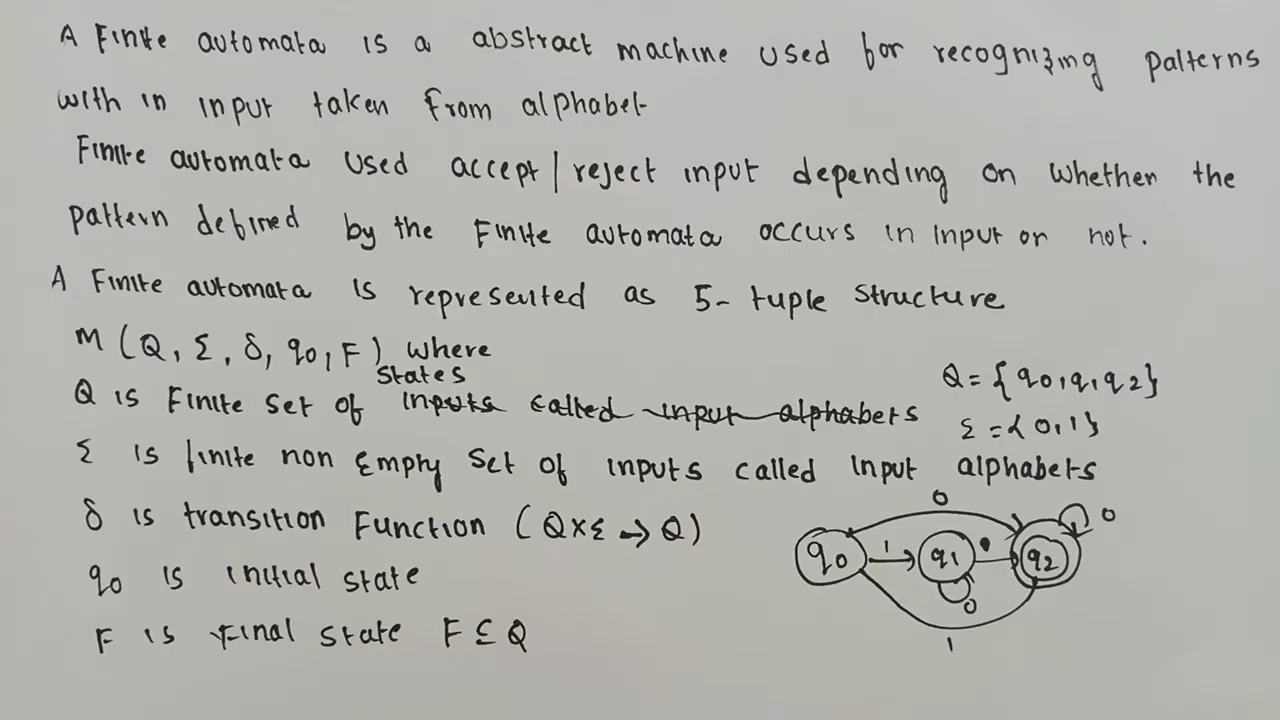 A Finite automata is a abstract machine used for recognizing patterns
with in input taken from alphabet
Finite automata used accept/reject input depending on whether the
pattern defined by the Finite automata occurs in input or not.
A Finite automata is represented as 5-tuple structure
M (Q, Σ, δ, q0, F) where
states
Q is Finite set of inputs called input alphabets
Q = {q0, q1 q2}
Σ = {0,1}
Σ is finite non Empty set of inputs called input alphabets
δ is transition Function (Q×Σ → Q)
q0 is initial state
F is Final state F ⊆ Q
0
0
q0
1
q1
q2
0
1